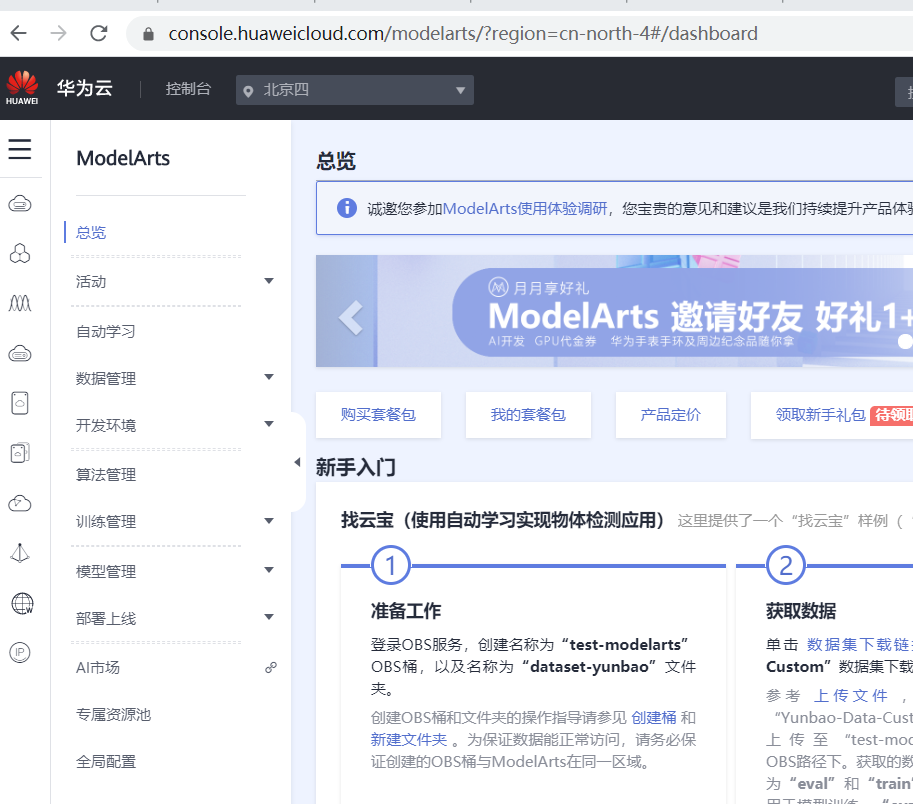 console.huaweicloud.com/modelarts/?region=cn-north-4#/dashboard
HUAWEI
华为云
控制台
北京四
ModelArts
总览
活动
自动学习
数据管理
开发环境
算法管理
训练管理
模型管理
部署上线
AI市场
专属资源池
全局配置
IP
总览
诚邀您参加ModelArts使用体验调研，您宝贵的意见和建议是我们持续提升产品体
月月享好礼
ModelArts 邀请好友 好礼1+
AI开发 GPU代金券 华为手表手环及周边纪念品随你拿
购买套餐包
我的套餐包
产品定价
领取新手礼包
待领
新手入门
找云宝（使用自动学习实现物体检测应用）
这里提供了一个“找云宝”样例（
1
准备工作
登录OBS服务，创建名称为“test-modelarts”
OBS桶，以及名称为“dataset-yunbao”文件
夹。
创建OBS桶和文件夹的操作指导请参见 创建桶 和
新建文件夹 。为保证数据能正常访问，请务必保
证创建的OBS桶与ModelArts在同一区域。
2
获取数据
单击 数据集下载链
Custom”数据集下载
参考 上传文件 ，
“Yunbao-Data-Cust
上传至“test-mod
OBS路径下。获取的数
为“eval”和“train